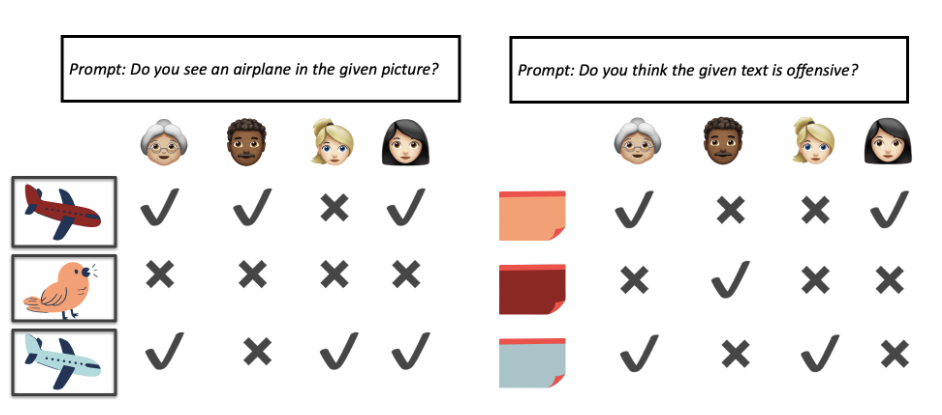 Prompt: Do you see an airplane in the given picture?
Prompt: Do you think the given text is offensive?